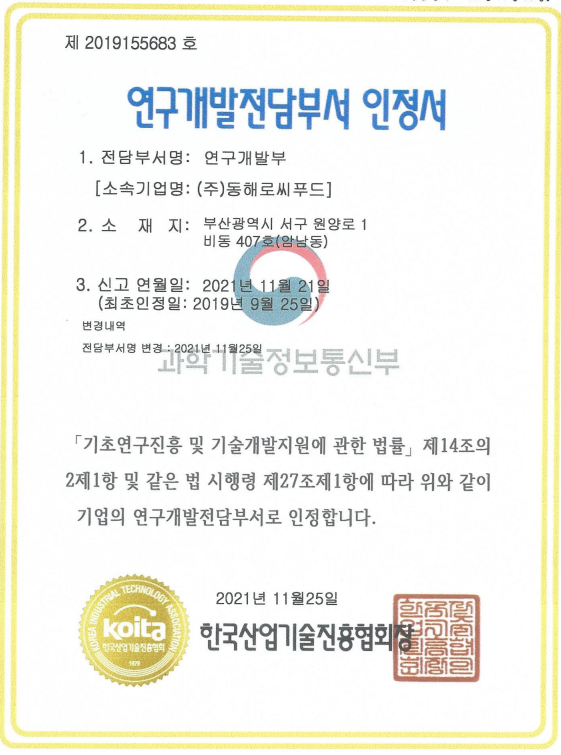 제 2019155683 호
연구개발전담부서 인정서
1. 전담부서명: 연구개발부
[소속기업명: (주)동해로씨푸드]
2. 소 재 지: 부산광역시 서구 원양로 1
비동 407호(암남동)
3. 신고 연월일: 2021년 11월 21일
(최초인정일: 2019년 9월 25일)
변경내역
전담부서명 변경 : 2021년 11월25일
과학기술정보통신부
「기초연구진흥 및 기술개발지원에 관한 법률」 제14조의
2제1항 및 같은 법 시행령 제27조제1항에 따라 위와 같이
기업의 연구개발전담부서로 인정합니다.
2021년 11월25일
한국산업기술진흥협회장
KOREA INDUSTRIAL TECHNOLOGY ASSOCIATION
koita
한국산업기술진흥협회
1979